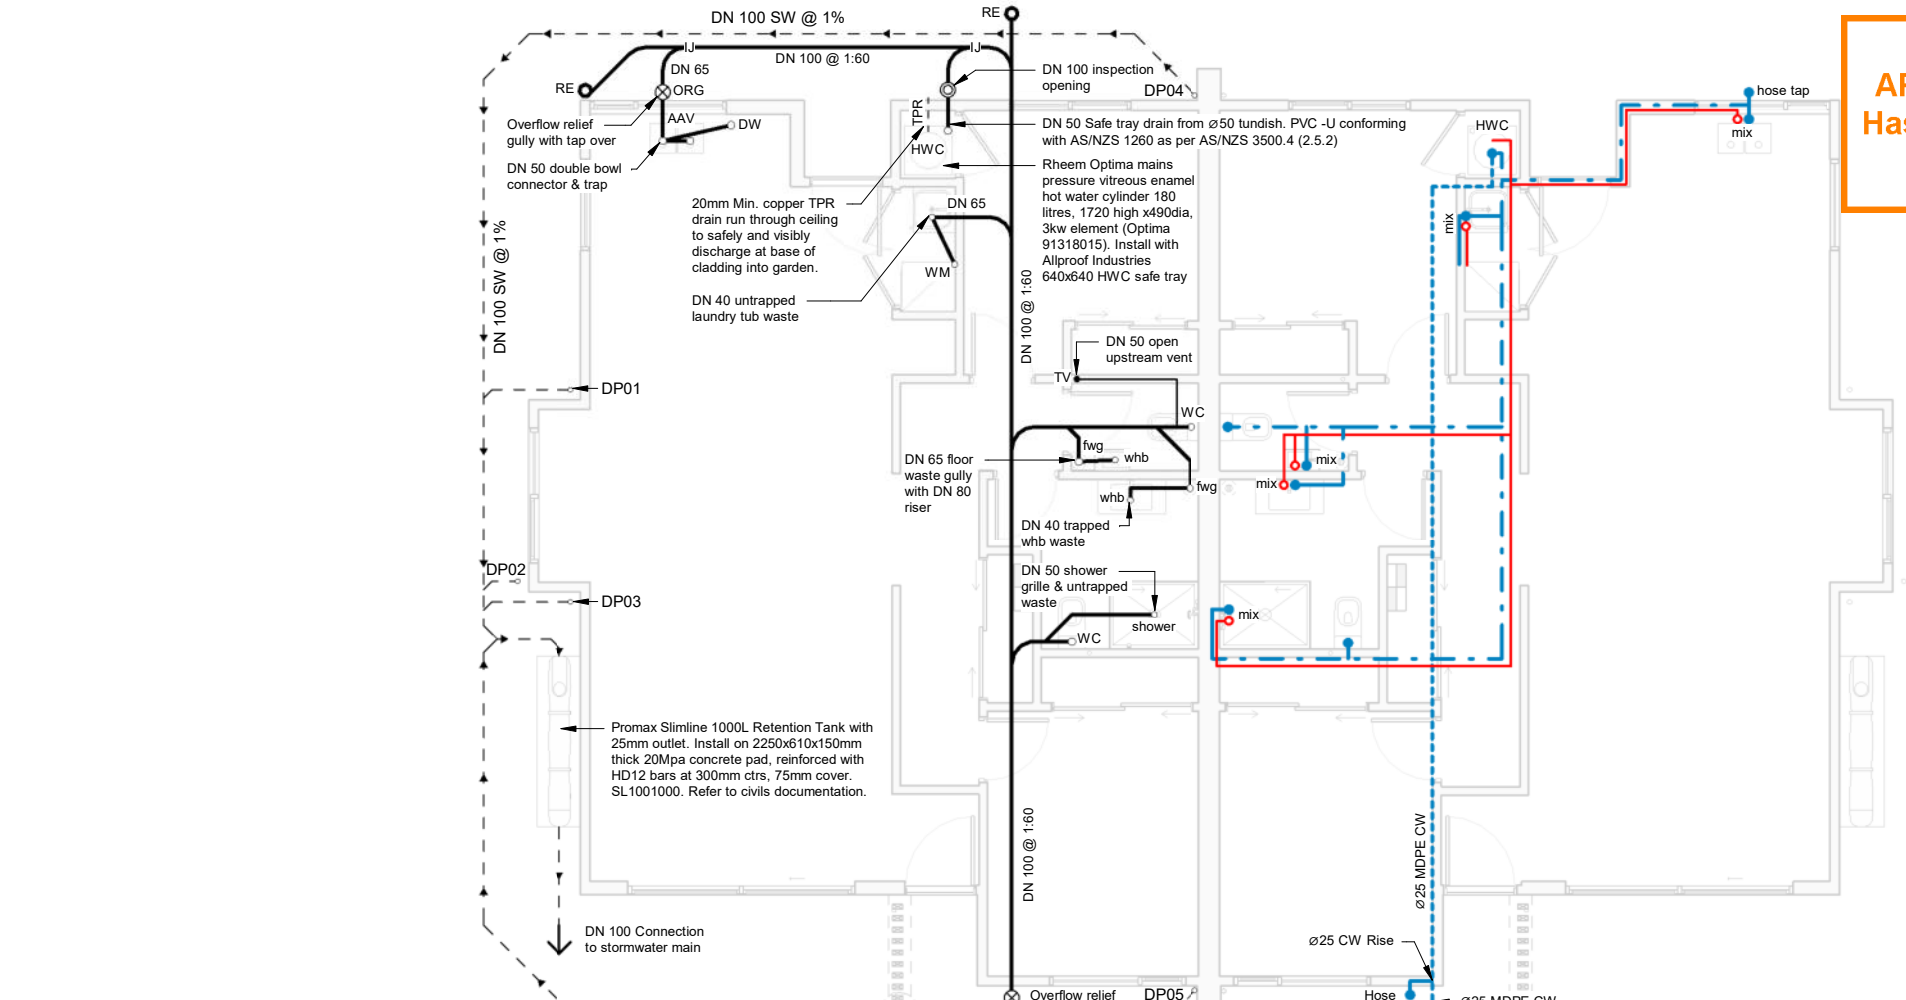 DN 100 SW @ 1%
RE
IJ
IJ
DN 100 @ 1:60
DN 65
RE
ORG
AAV
DW
Overflow relief
gully with tap over
DN 50 double bowl
connector & trap
DN 100 inspection
opening
DP04
TPR
HWC
DN 50 Safe tray drain from ⌀50 tundish. PVC -U conforming
with AS/NZS 1260 as per AS/NZS 3500.4 (2.5.2)
Rheem Optima mains
pressure vitreous enamel
hot water cylinder 180
litres, 1720 high x490dia,
3kw element (Optima
91318015). Install with
Allproof Industries
640x640 HWC safe tray
20mm Min. copper TPR
drain run through ceiling
to safely and visibly
discharge at base of
cladding into garden.
DN 65
WM
DN 40 untrapped
laundry tub waste
HWC
hose tap
mix
mix
DN 100 SW @ 1%
DN 100 @ 1:60
DN 50 open
upstream vent
TV
WC
DP01
fwg
whb
DN 65 floor
waste gully
with DN 80
riser
fwg
whb
mix
mix
DN 40 trapped
whb waste
DP02
DP03
DN 50 shower
grille & untrapped
waste
shower
WC
mix
Promax Slimline 1000L Retention Tank with
25mm outlet. Install on 2250x610x150mm
thick 20Mpa concrete pad, reinforced with
HD12 bars at 300mm ctrs, 75mm cover.
SL1001000. Refer to civils documentation.
DN 100 @ 1:60
⌀25 MDPE CW
DN 100 Connection
to stormwater main
⌀25 CW Rise
Overflow relief
DP05
Hose
⌀25 MDPE CW